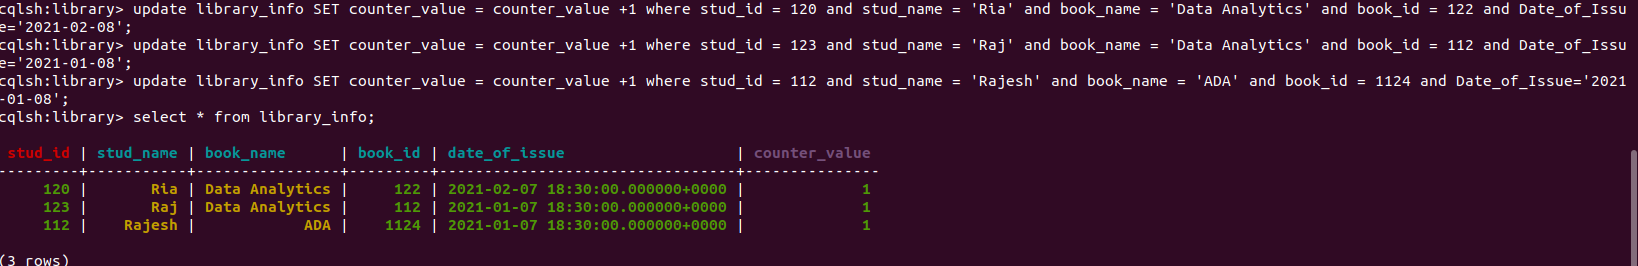 cqlsh:library> update library_info SET counter_value = counter_value +1 where stud_id = 120 and stud_name = 'Ria' and book_name = 'Data Analytics' and book_id = 122 and Date_of_Issu
e='2021-02-08';
cqlsh:library> update library_info SET counter_value = counter_value +1 where stud_id = 123 and stud_name = 'Raj' and book_name = 'Data Analytics' and book_id = 112 and Date_of_Issu
e='2021-01-08';
cqlsh:library> update library_info SET counter_value = counter_value +1 where stud_id = 112 and stud_name = 'Rajesh' and book_name = 'ADA' and book_id = 1124 and Date_of_Issue='2021
-01-08';
cqlsh:library> select * from library_info;
stud_id | stud_name | book_name      | book_id | date_of_issue                   | counter_value
---------+-----------+----------------+---------+---------------------------------+---------------
120 |       Ria | Data Analytics |     122 | 2021-02-07 18:30:00.000000+0000 |             1
123 |       Raj | Data Analytics |     112 | 2021-01-07 18:30:00.000000+0000 |             1
112 |    Rajesh |            ADA |    1124 | 2021-01-07 18:30:00.000000+0000 |             1
(3 rows)